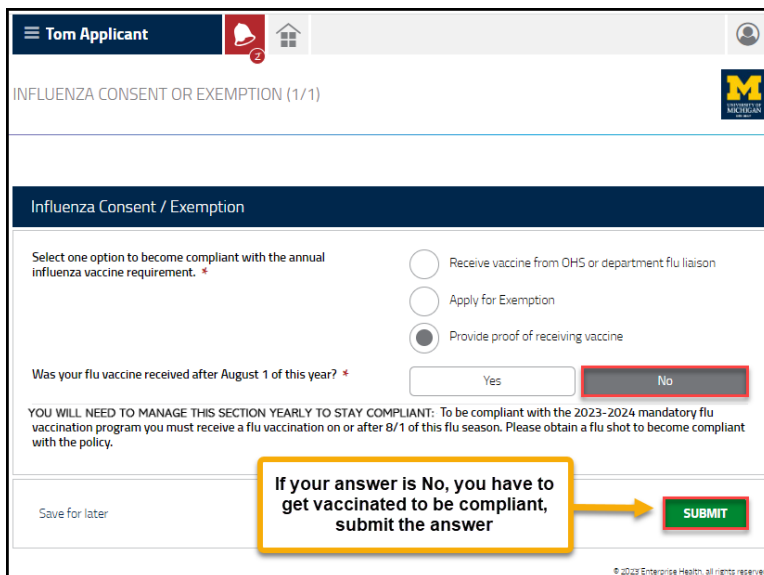 Tom Applicant
2
INFLUENZA CONSENT OR EXEMPTION (1/1)
M
UNIVERSITY OF
MICHIGAN
Influenza Consent / Exemption
Select one option to become compliant with the annual
influenza vaccine requirement. *
Receive vaccine from OHS or department flu liaison
Apply for Exemption
Provide proof of receiving vaccine
Was your flu vaccine received after August 1 of this year? *
Yes
No
YOU WILL NEED TO MANAGE THIS SECTION YEARLY TO STAY COMPLIANT: To be compliant with the 2023-2024 mandatory flu
vaccination program you must receive a flu vaccination on or after 8/1 of this flu season. Please obtain a flu shot to become compliant
with the policy.
If your answer is No, you have to
get vaccinated to be compliant,
submit the answer
Save for later
SUBMIT
© 2023 Enterprise Health, all rights reserve